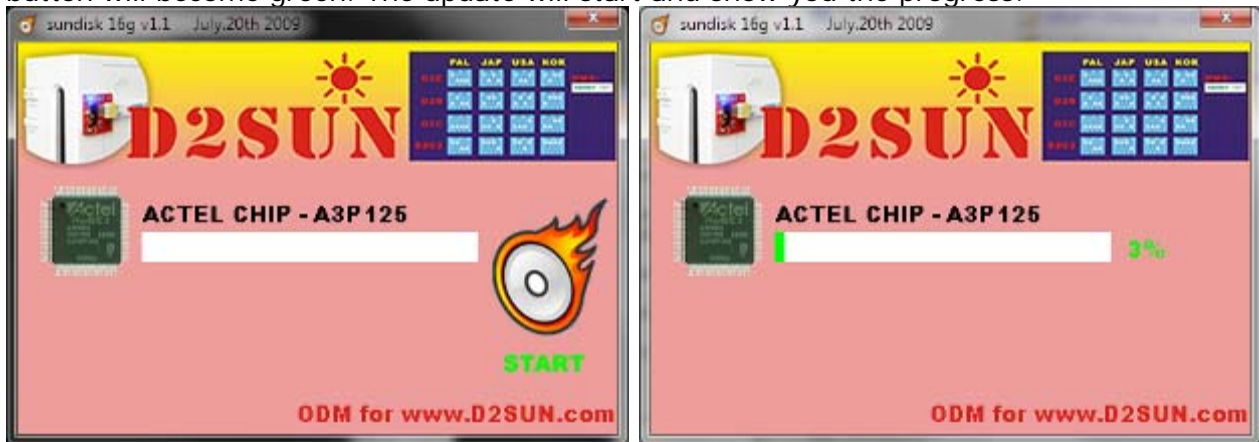 button will become green. The update will start and show you the progress.
sundisk 16g v1.1 July.20th 2009
PAL JAP USA KOR
D2SUN
Actel
ACTEL CHIP - A3P125
START
ODM for www.D2SUN.com
sundisk 16g v1.1 July.20th 2009
PAL JAP USA KOR
D2SUN
Actel
ACTEL CHIP - A3P125
3%
ODM for www.D2SUN.com